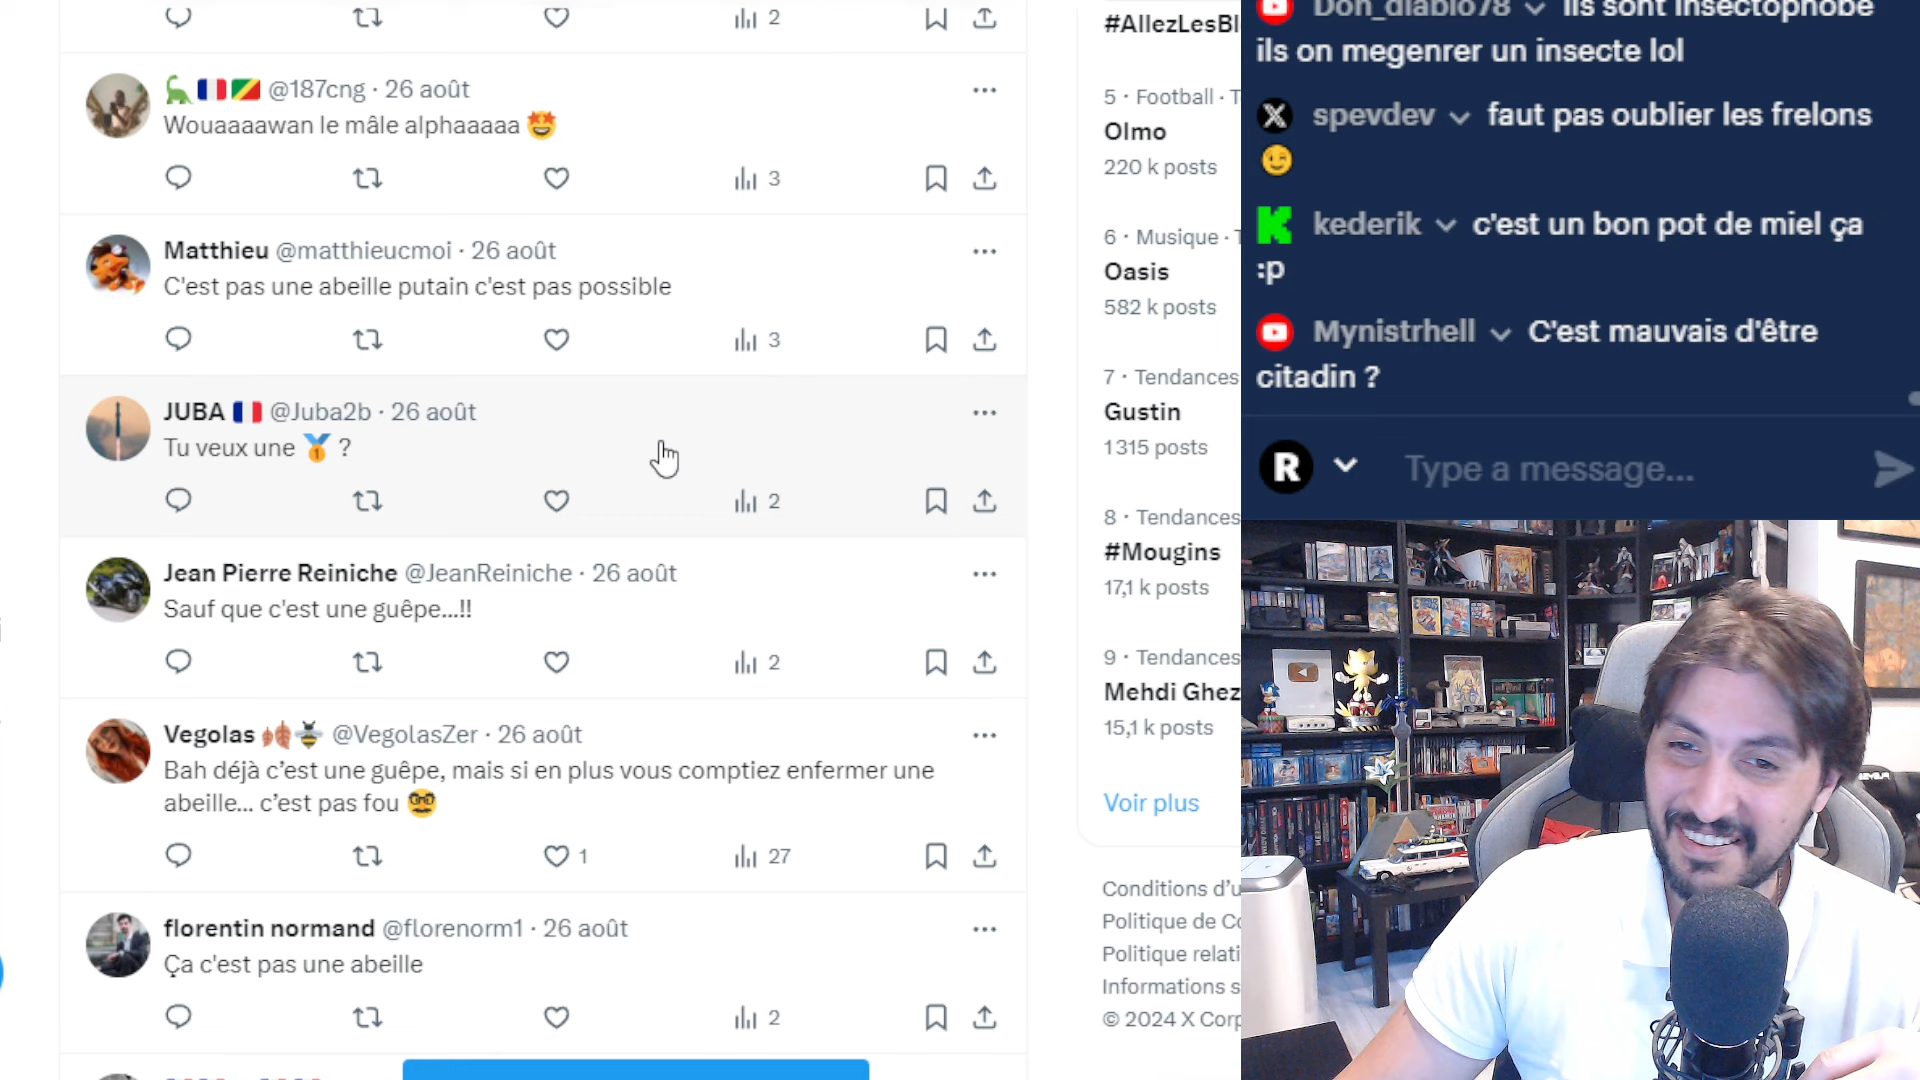 2
@187cng · 26 août
Wouaaaawan le mâle alphaaaaa 🤩
3
Matthieu @matthieucmoi · 26 août
C'est pas une abeille putain c'est pas possible
3
JUBA 🇫🇷 @Juba2b · 26 août
Tu veux une 🥇 ?
2
Jean Pierre Reiniche @JeanReiniche · 26 août
Sauf que c'est une guêpe...!!
2
Vegolas 🍂🐝 @VegolasZer · 26 août
Bah déjà c’est une guêpe, mais si en plus vous comptiez enfermer une
abeille... c’est pas fou 🥸
1 27
florentin normand @florenorm1 · 26 août
Ça c'est pas une abeille
2
#AllezLesBl
5 · Football · T
Olmo
220 k posts
6 · Musique · T
Oasis
582 k posts
7 · Tendances
Gustin
1 315 posts
8 · Tendances
#Mougins
17,1 k posts
9 · Tendances
Mehdi Ghez
15,1 k posts
Voir plus
Conditions d’u
Politique de Co
Politique relati
Informations s
© 2024 X Corp
Don_diablo78 Ils sont insectophobe
ils on megenrer un insecte lol
spevdev faut pas oublier les frelons
😉
kederik c'est un bon pot de miel ça
:p
Mynistrhell C'est mauvais d'être
citadin ?
R Type a message...